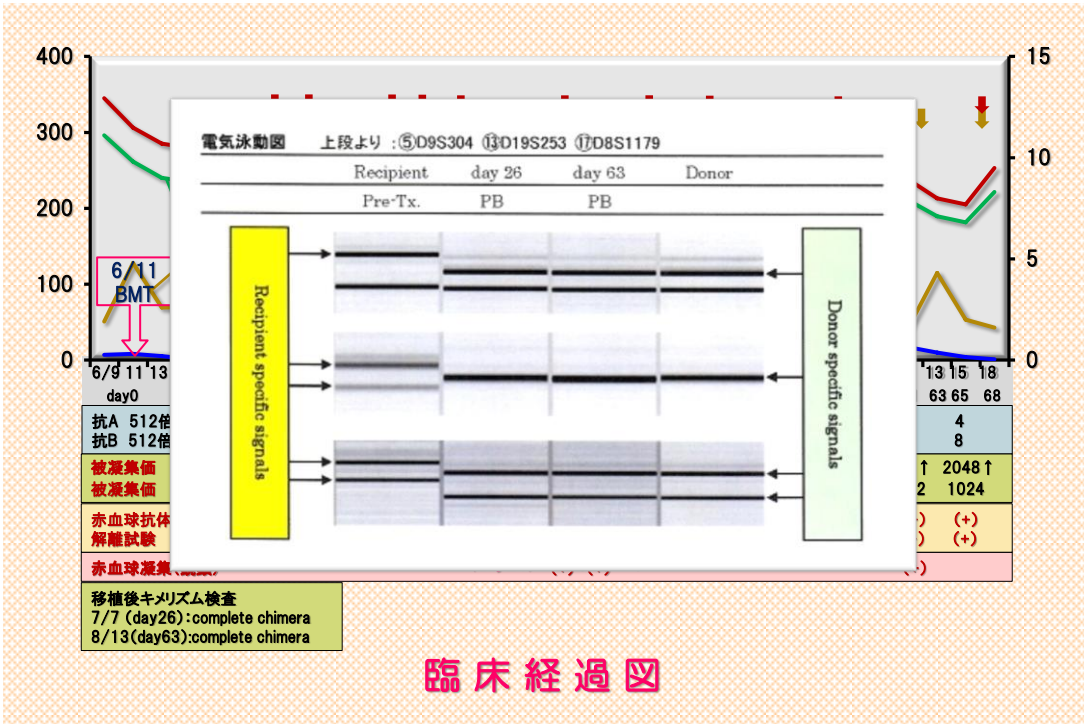 400
300
200
100
0
15
10
5
0
電気泳動図 上段より :⑤D9S304 ⑬D19S253 ⑰D8S1179
Recipient day 26 day 63 Donor
Pre-Tx. PB PB
Recipient specific signals
Donor specific signals
6/11
BMT
6/9 11 13
13 15 18
day0
63 65 68
抗A 512倍
4
抗B 512倍
8
被凝集価
↑ 2048↑
被凝集価
2 1024
赤血球抗体
(+)
解離試験
(+)
赤血球凝集
移植後キメリズム検査
7/7 (day26):complete chimera
8/13(day63):complete chimera
臨床経過図